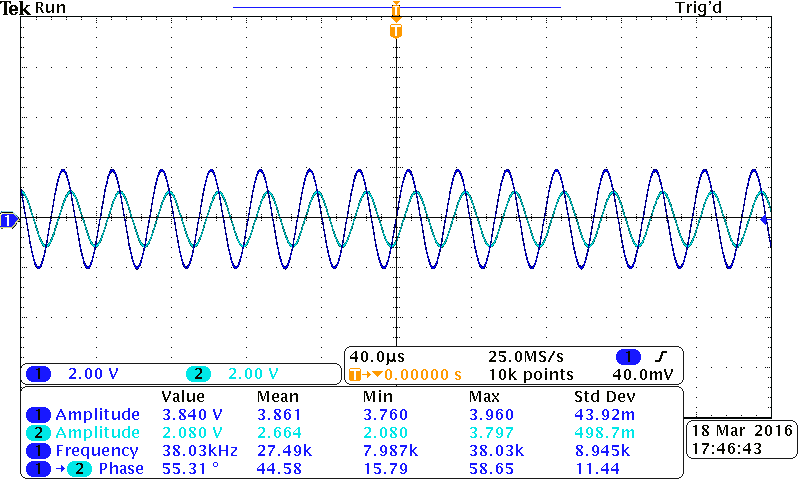 Tek Run Trig'd
T
T
1
1 2.00 V 2 2.00 V
40.0µs 25.0MS/s 1
T→▼0.00000 s 10k points 40.0mV
Value Mean Min Max Std Dev
1 Amplitude 3.840 V 3.861 3.760 3.960 43.92m
2 Amplitude 2.080 V 2.664 2.080 3.797 498.7m
1 Frequency 38.03kHz 27.49k 7.987k 38.03k 8.945k
1 →2 Phase 55.31 ° 44.58 15.79 58.65 11.44
18 Mar 2016
17:46:43